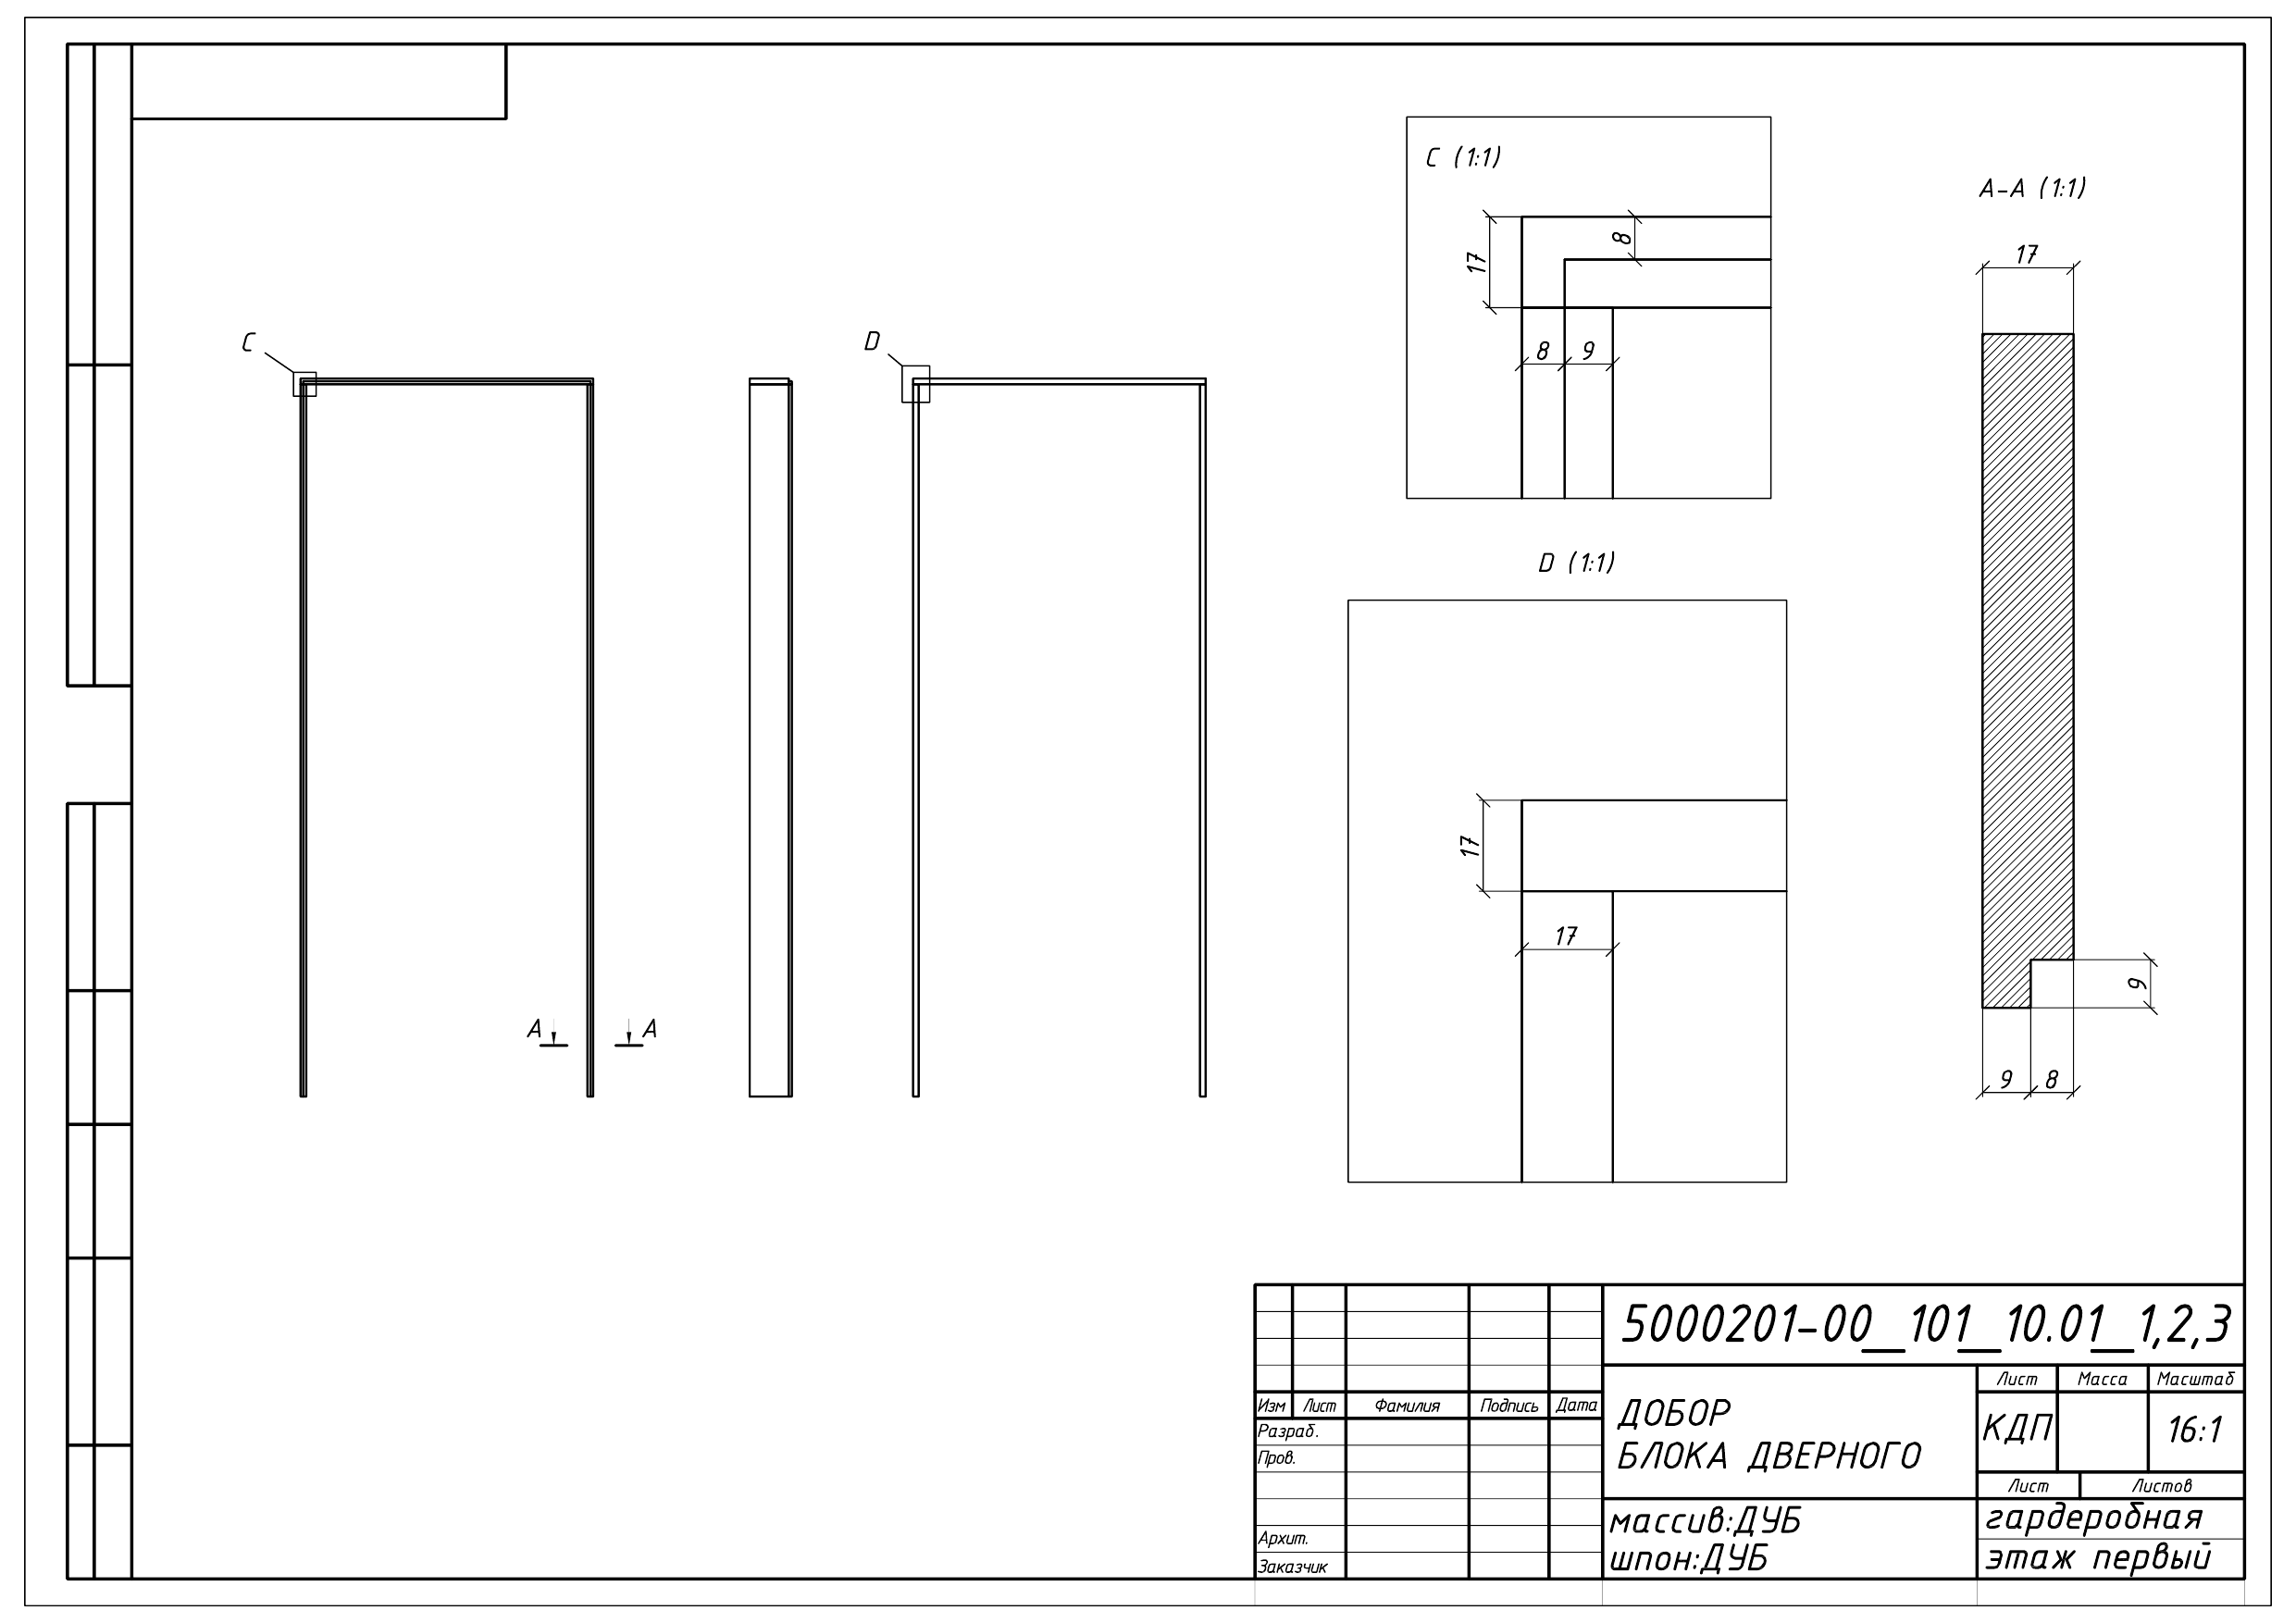 C
D
A A
C (1:1)
17
8
8 9
D (1:1)
17
17
A-A (1:1)
17
9
9 8
5000201-00__101__10.01__1,2,3
Изм Лист Фамилия Подпись Дата
Разраб.
Пров.
Архит.
Заказчик
ДОБОР
БЛОКА ДВЕРНОГО
Лист Масса Масштаб
КДП 16:1
Лист Листов
массив:ДУБ
шпон:ДУБ
гардеробная
этаж первый